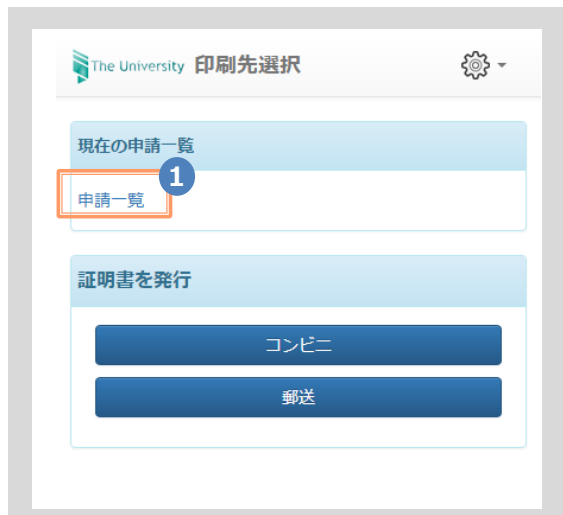 The University 印刷先選択
現在の申請一覧
1
申請一覧
証明書を発行
コンビニ
郵送